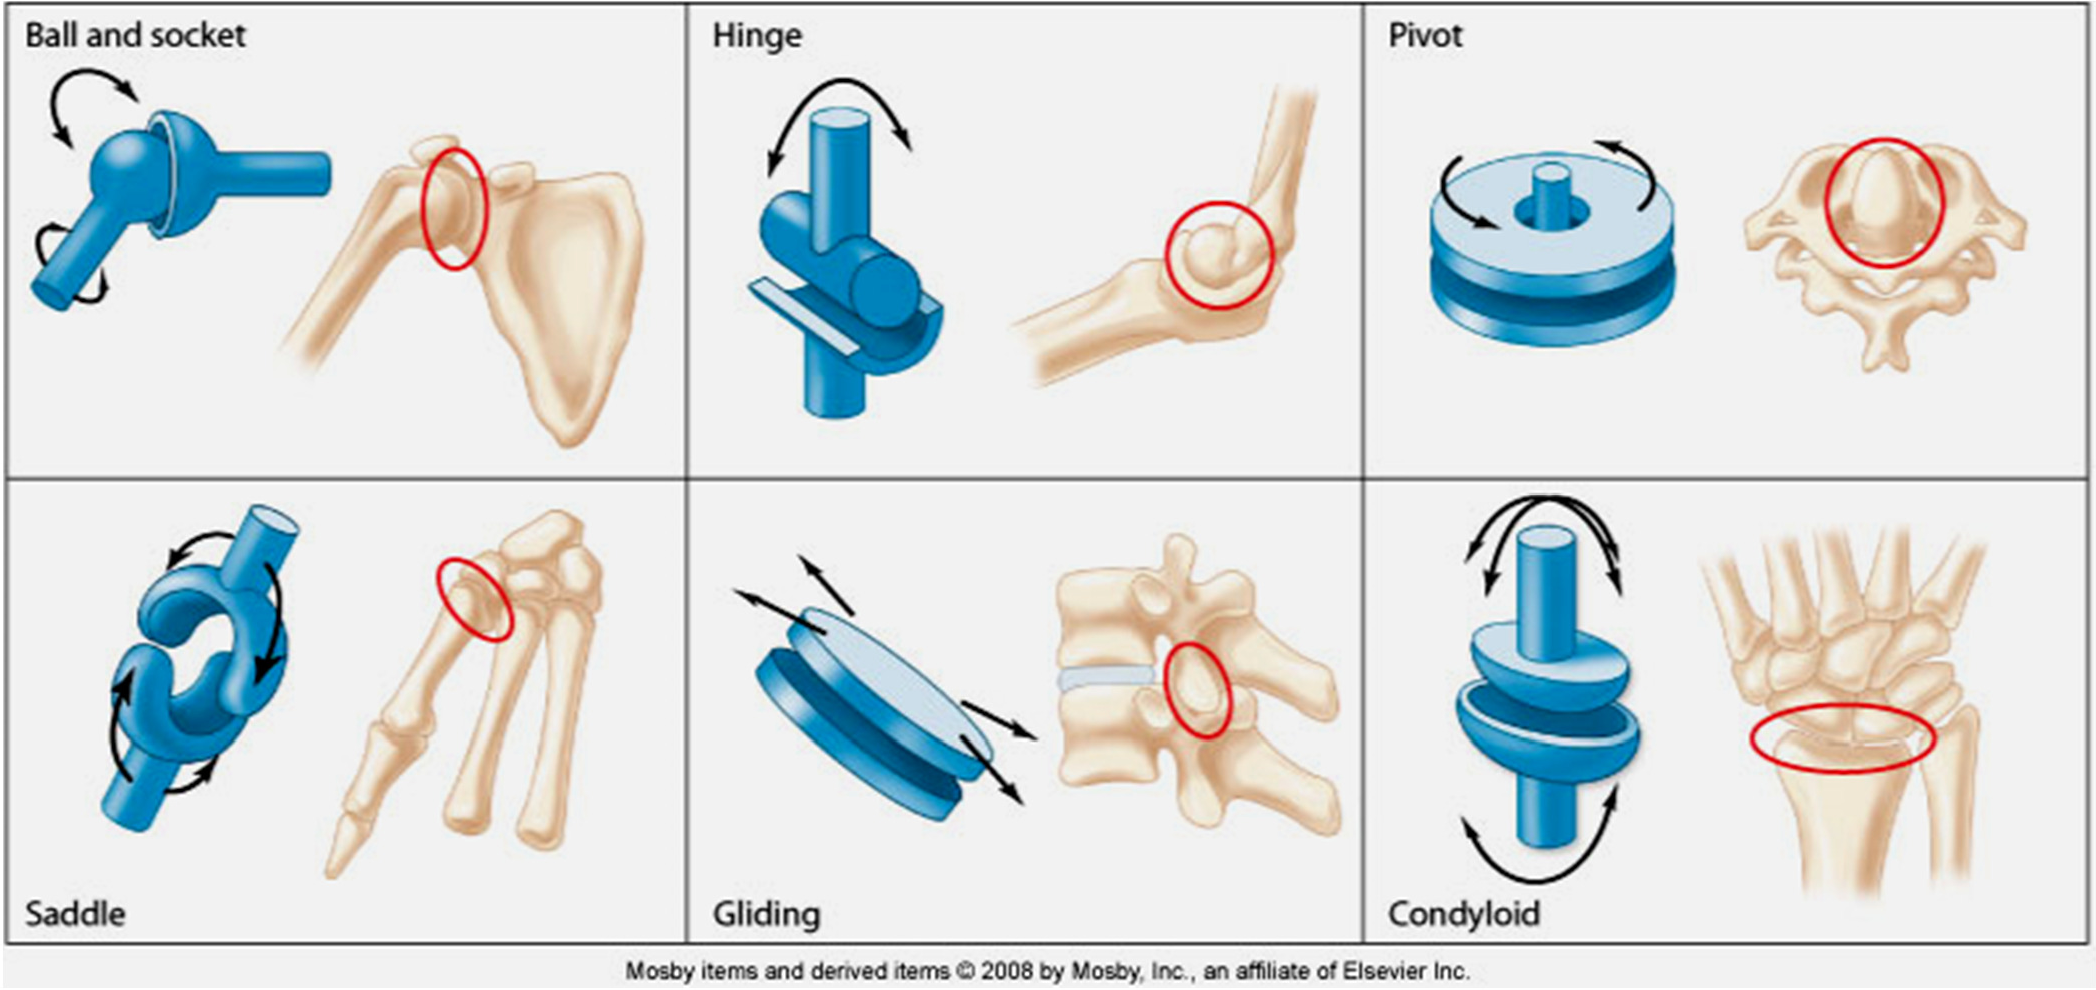 Ball and socket
Hinge
Pivot
Saddle
Gliding
Condyloid
Mosby items and derived items © 2008 by Mosby, Inc., an affiliate of Elsevier Inc.